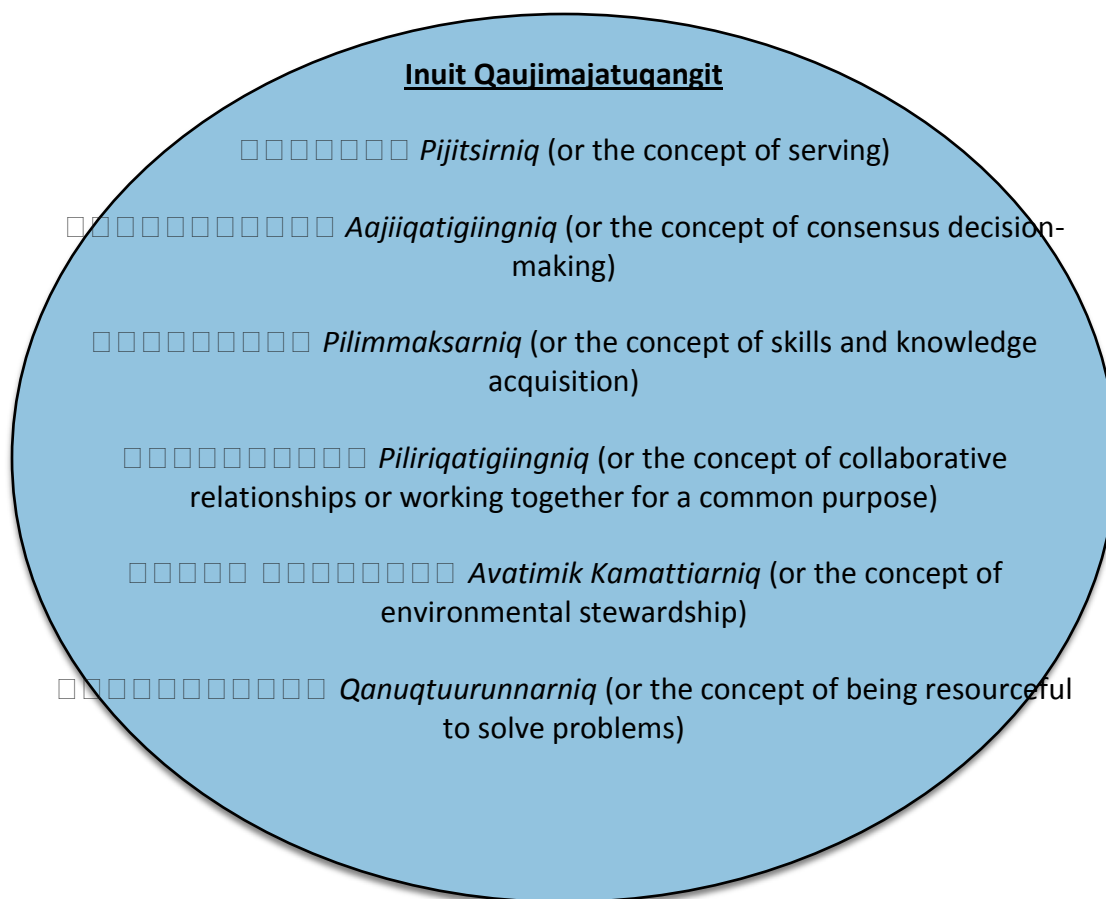 Inuit Qaujimajatuqangit
Pijitsirniq (or the concept of serving)
Aajiiqatigiingniq (or the concept of consensus decision-
making)
Pilimmaksarniq (or the concept of skills and knowledge
acquisition)
Piliriqatigiingniq (or the concept of collaborative
relationships or working together for a common purpose)
Avatimik Kamattiarniq (or the concept of
environmental stewardship)
Qanuqtuurunnarniq (or the concept of being resourceful
to solve problems)